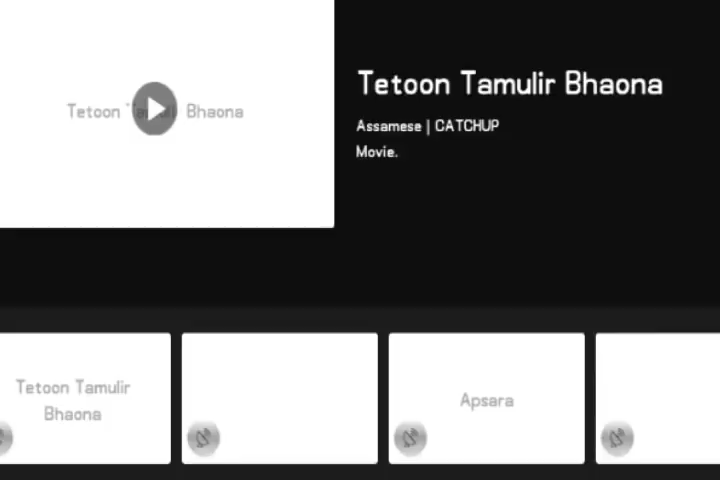 Tetoon Tamulir Bhaona
Assamese | CATCHUP
Movie.
Tetoon Bhaona
Tetoon Tamulir
Bhaona
Apsara